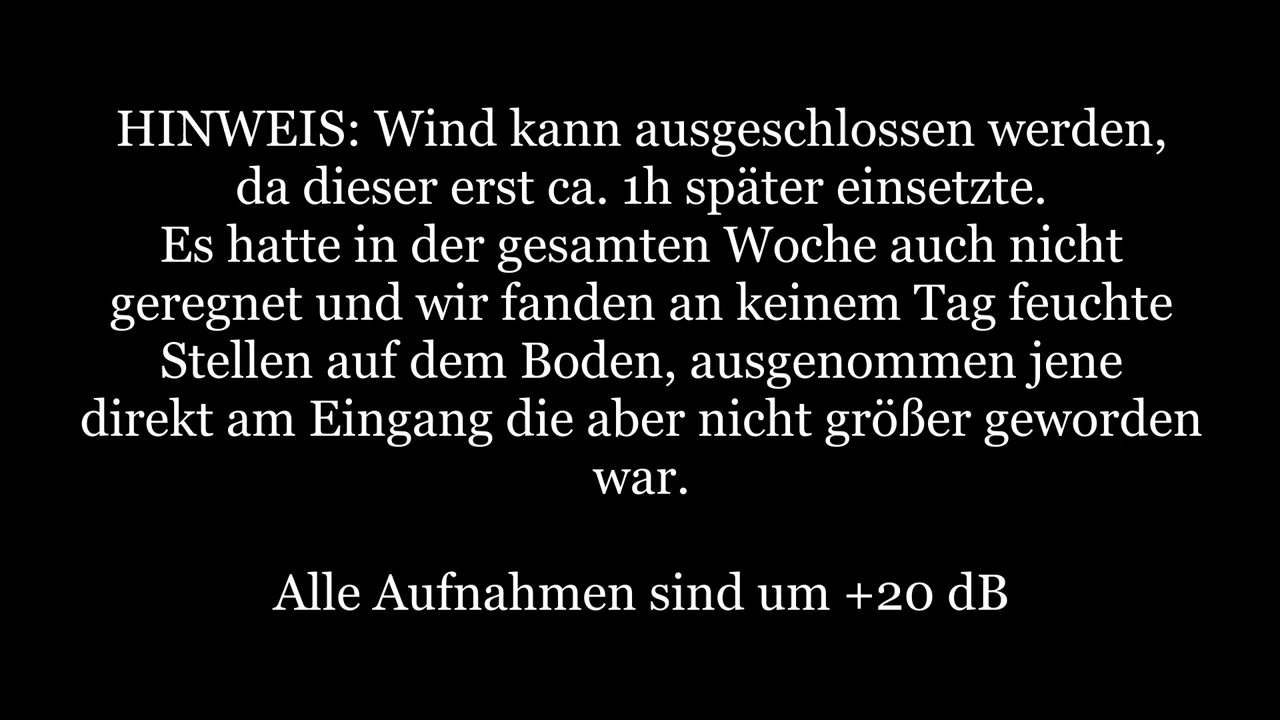 HINWEIS: Wind kann ausgeschlossen werden,
da dieser erst ca. 1h später einsetzte.
Es hatte in der gesamten Woche auch nicht
geregnet und wir fanden an keinem Tag feuchte
Stellen auf dem Boden, ausgenommen jene
direkt am Eingang die aber nicht größer geworden
war.
Alle Aufnahmen sind um +20 dB